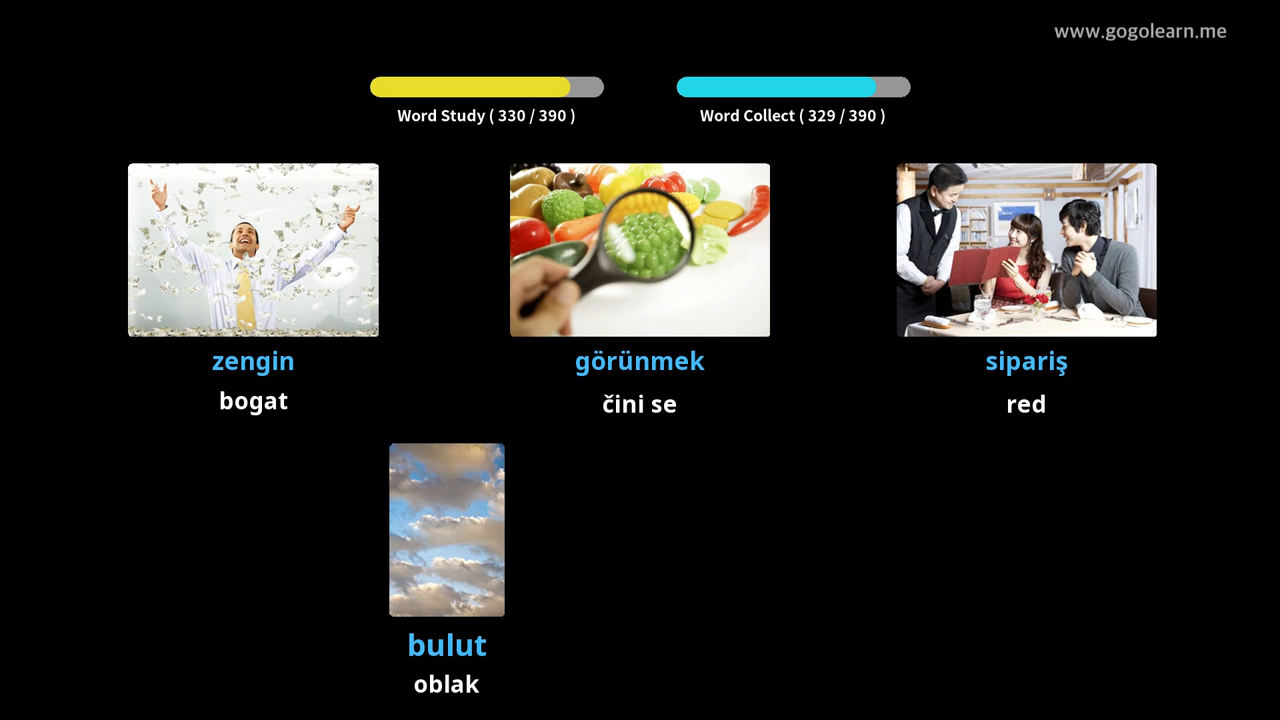 www.gogolearn.me
Word Study ( 330 / 390 )
Word Collect ( 329 / 390 )
zengin
görünmek
sipariş
bogat
čini se
red
bulut
oblak